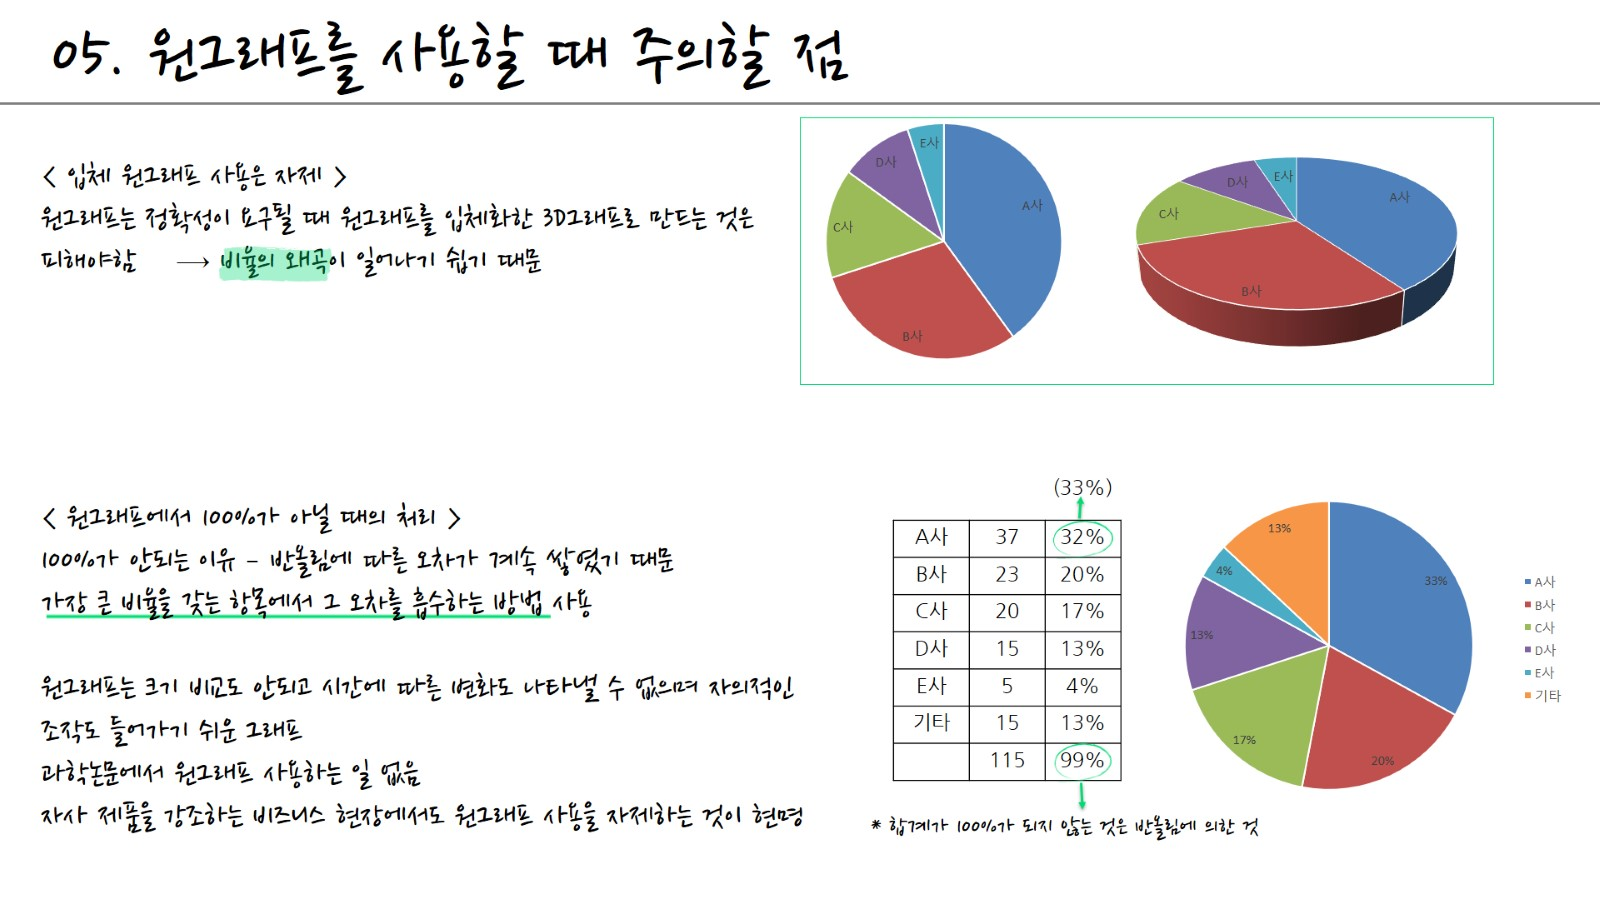 05. 원그래프를 사용할 때 주의할 점
< 입체 원그래프 사용은 자제 >
원그래프는 정확성이 요구될 때 원그래프를 입체화한 3D그래프로 만드는 것은
피해야함 → 비율의 왜곡이 일어나기 쉽기 때문
A사
B사
C사
D사
E사
A사
B사
C사
D사
E사
< 원그래프에서 100%가 아닐 때의 처리 >
100%가 안되는 이유 - 반올림에 따른 오차가 계속 쌓였기 때문
가장 큰 비율을 갖는 항목에서 그 오차를 흡수하는 방법 사용
원그래프는 크기 비교도 안되고 시간에 따른 변화도 나타낼 수 없으며 자의적인
조작도 들어가기 쉬운 그래프
과학논문에서 원그래프 사용하는 일 없음
자사 제품을 강조하는 비즈니스 현장에서도 원그래프 사용을 자제하는 것이 현명
(33%)
A사 37 32%
B사 23 20%
C사 20 17%
D사 15 13%
E사 5 4%
기타 15 13%
115 99%
* 합계가 100%가 되지 않는 것은 반올림에 의한 것
33%
20%
17%
13%
4%
13%
A사
B사
C사
D사
E사
기타